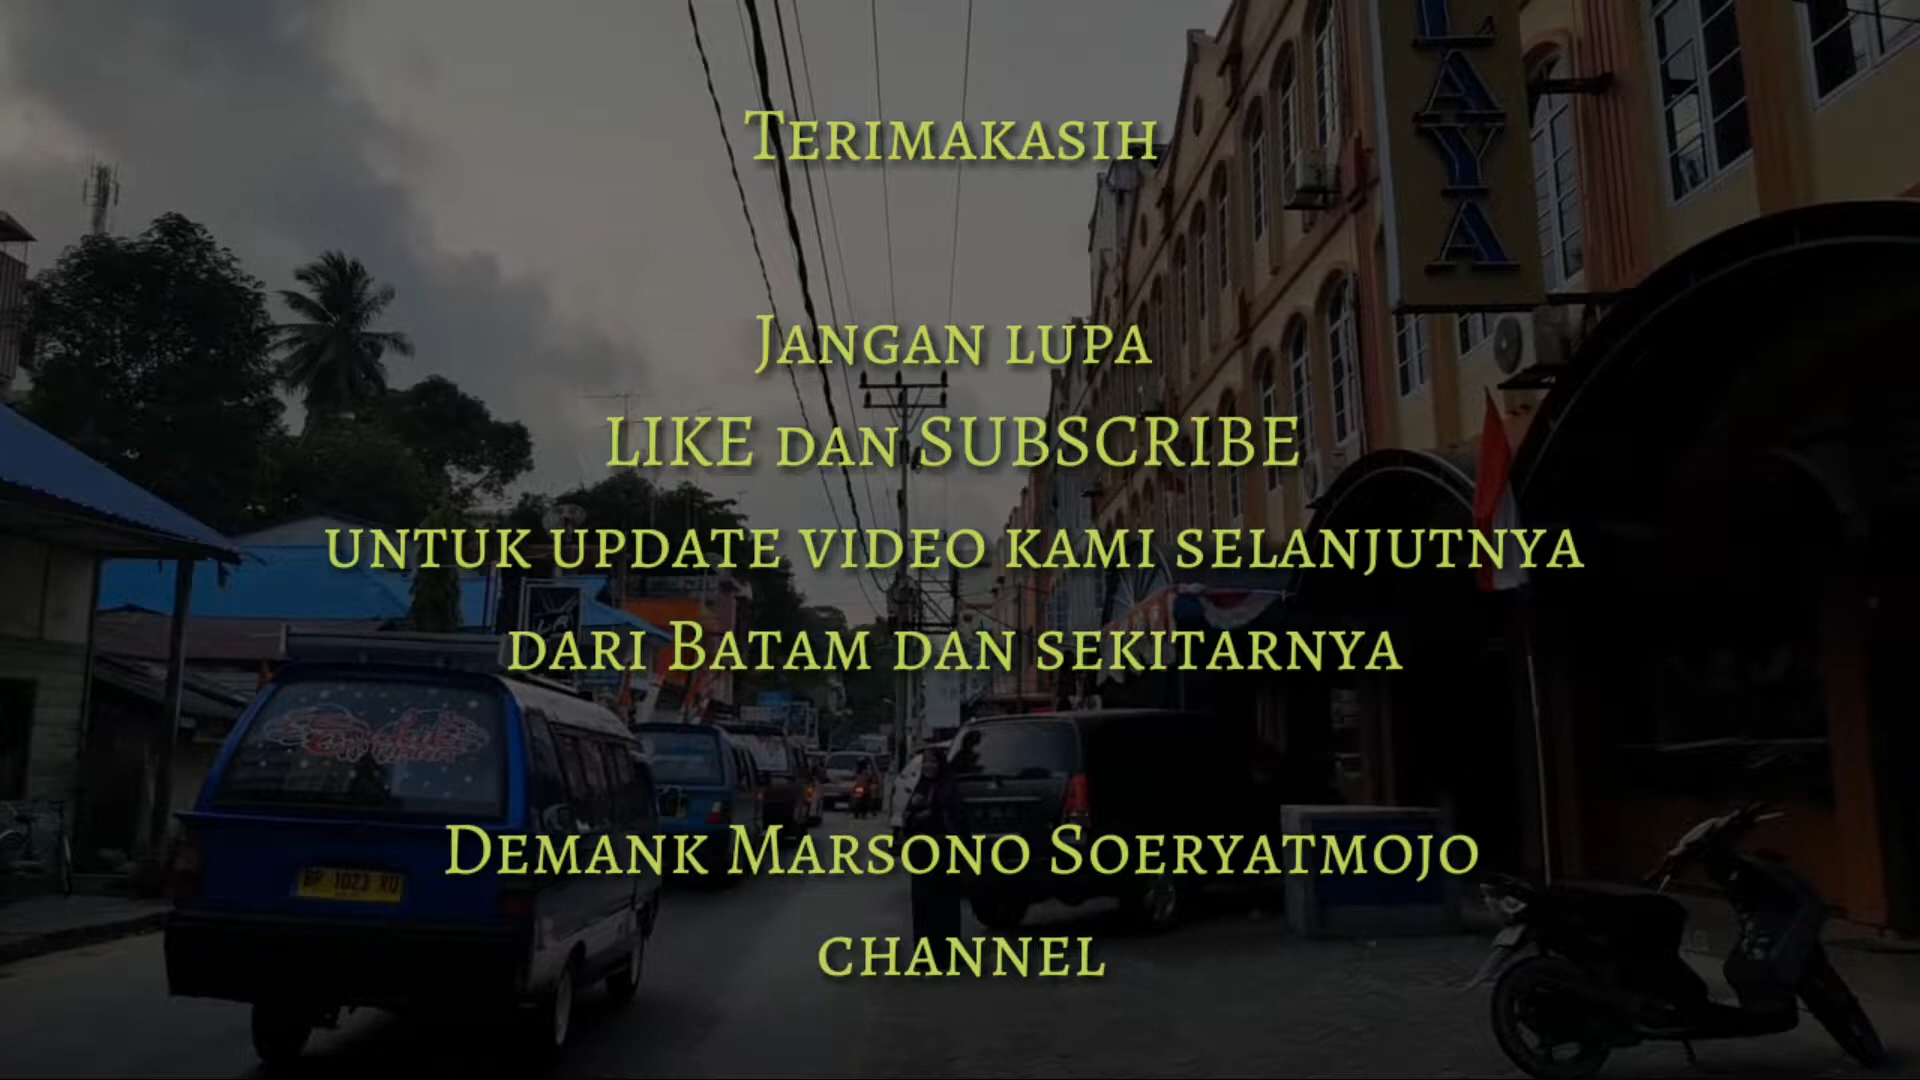 LAYA
Terimakasih
Jangan lupa
LIKE dan SUBSCRIBE
untuk update video kami selanjutnya
dari Batam dan sekitarnya
Demank Marsono Soeryatmojo
channel